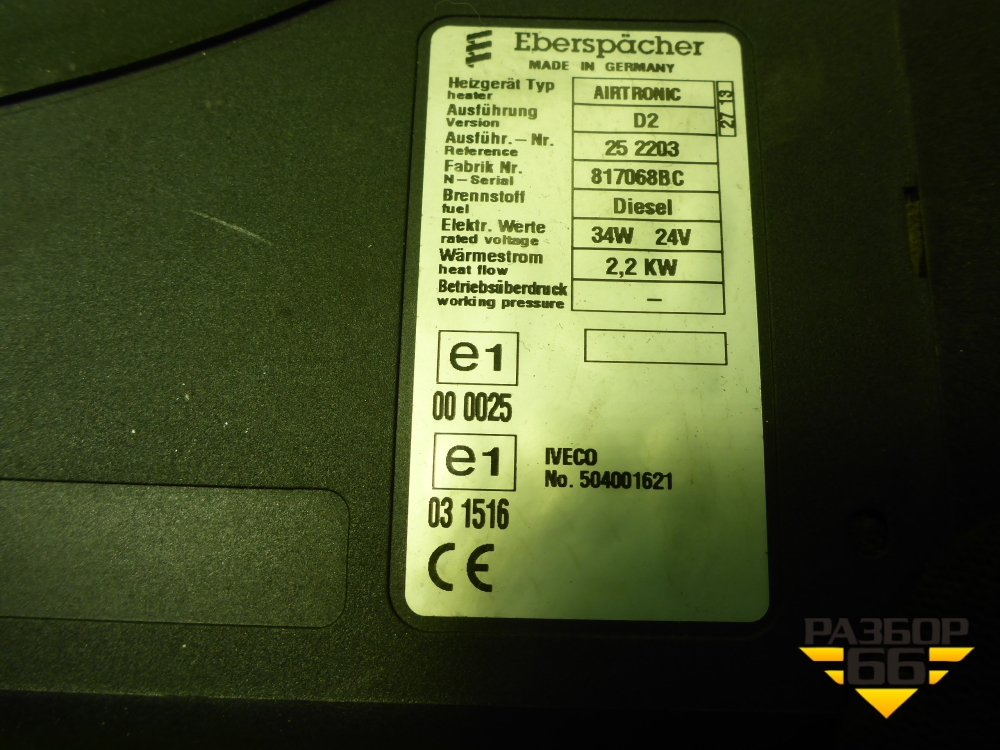 Eberspächer
MADE IN GERMANY
Heizgerät Typ AIRTRONIC
heater
27 13
Ausführung D2
Version
Ausführ.-Nr. 25 2203
Reference
Fabrik Nr. 817068BC
N-Serial
Brennstoff Diesel
fuel
Elektr. Werte 34W 24V
rated voltage
Wärmestrom 2,2 KW
heat flow
Betriebsüberdruck –
working pressure
e1
00 0025
e1
03 1516
IVECO
No. 504001621
CE
РАЗБОР
66